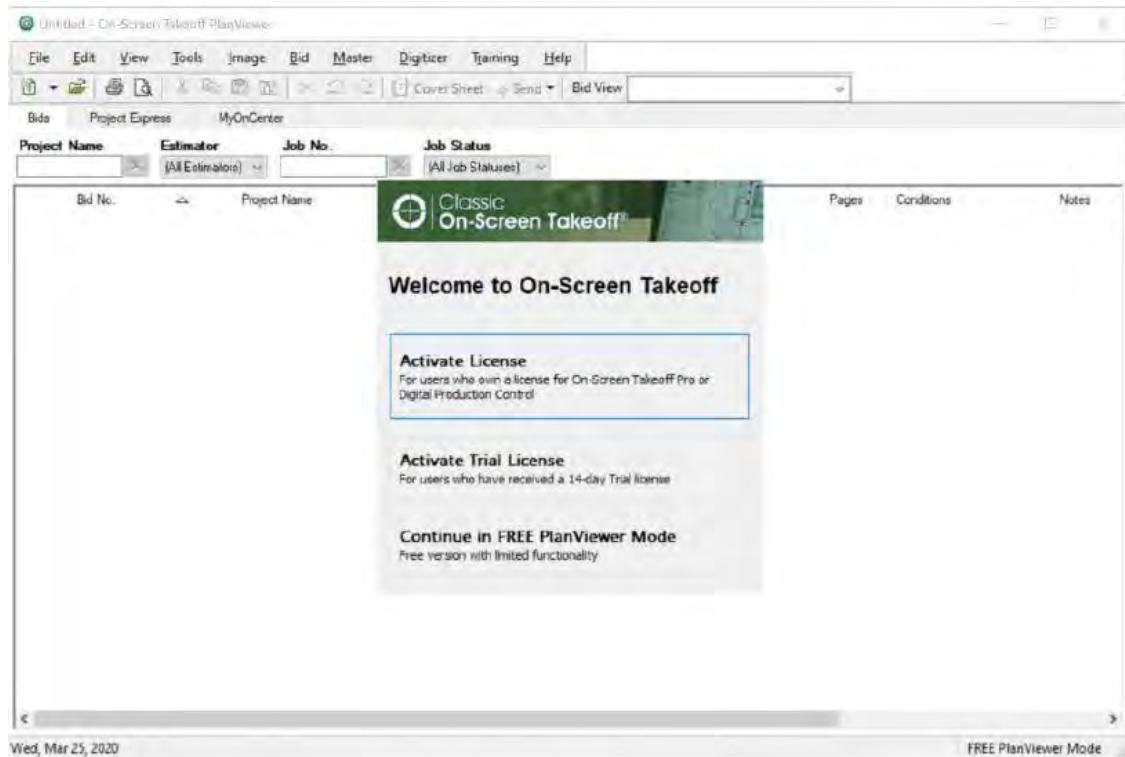 Untitled - On-Screen Takeoff PlanViewer
File Edit View Tools Image Bid Master Digitizer Training Help
Cover Sheet Send Bid View
Bids Project Express MyOnCenter
Project Name Estimator Job No. Job Status
(All Estimators) (All Job Statuses)
Bid No. Project Name Pages Conditions Notes
Classic
On-Screen Takeoff®
Welcome to On-Screen Takeoff
Activate License
For users who own a license for On-Screen Takeoff Pro or
Digital Production Control
Activate Trial License
For users who have received a 14-day Trial license
Continue in FREE PlanViewer Mode
Free version with limited functionality
Wed, Mar 25, 2020 FREE PlanViewer Mode